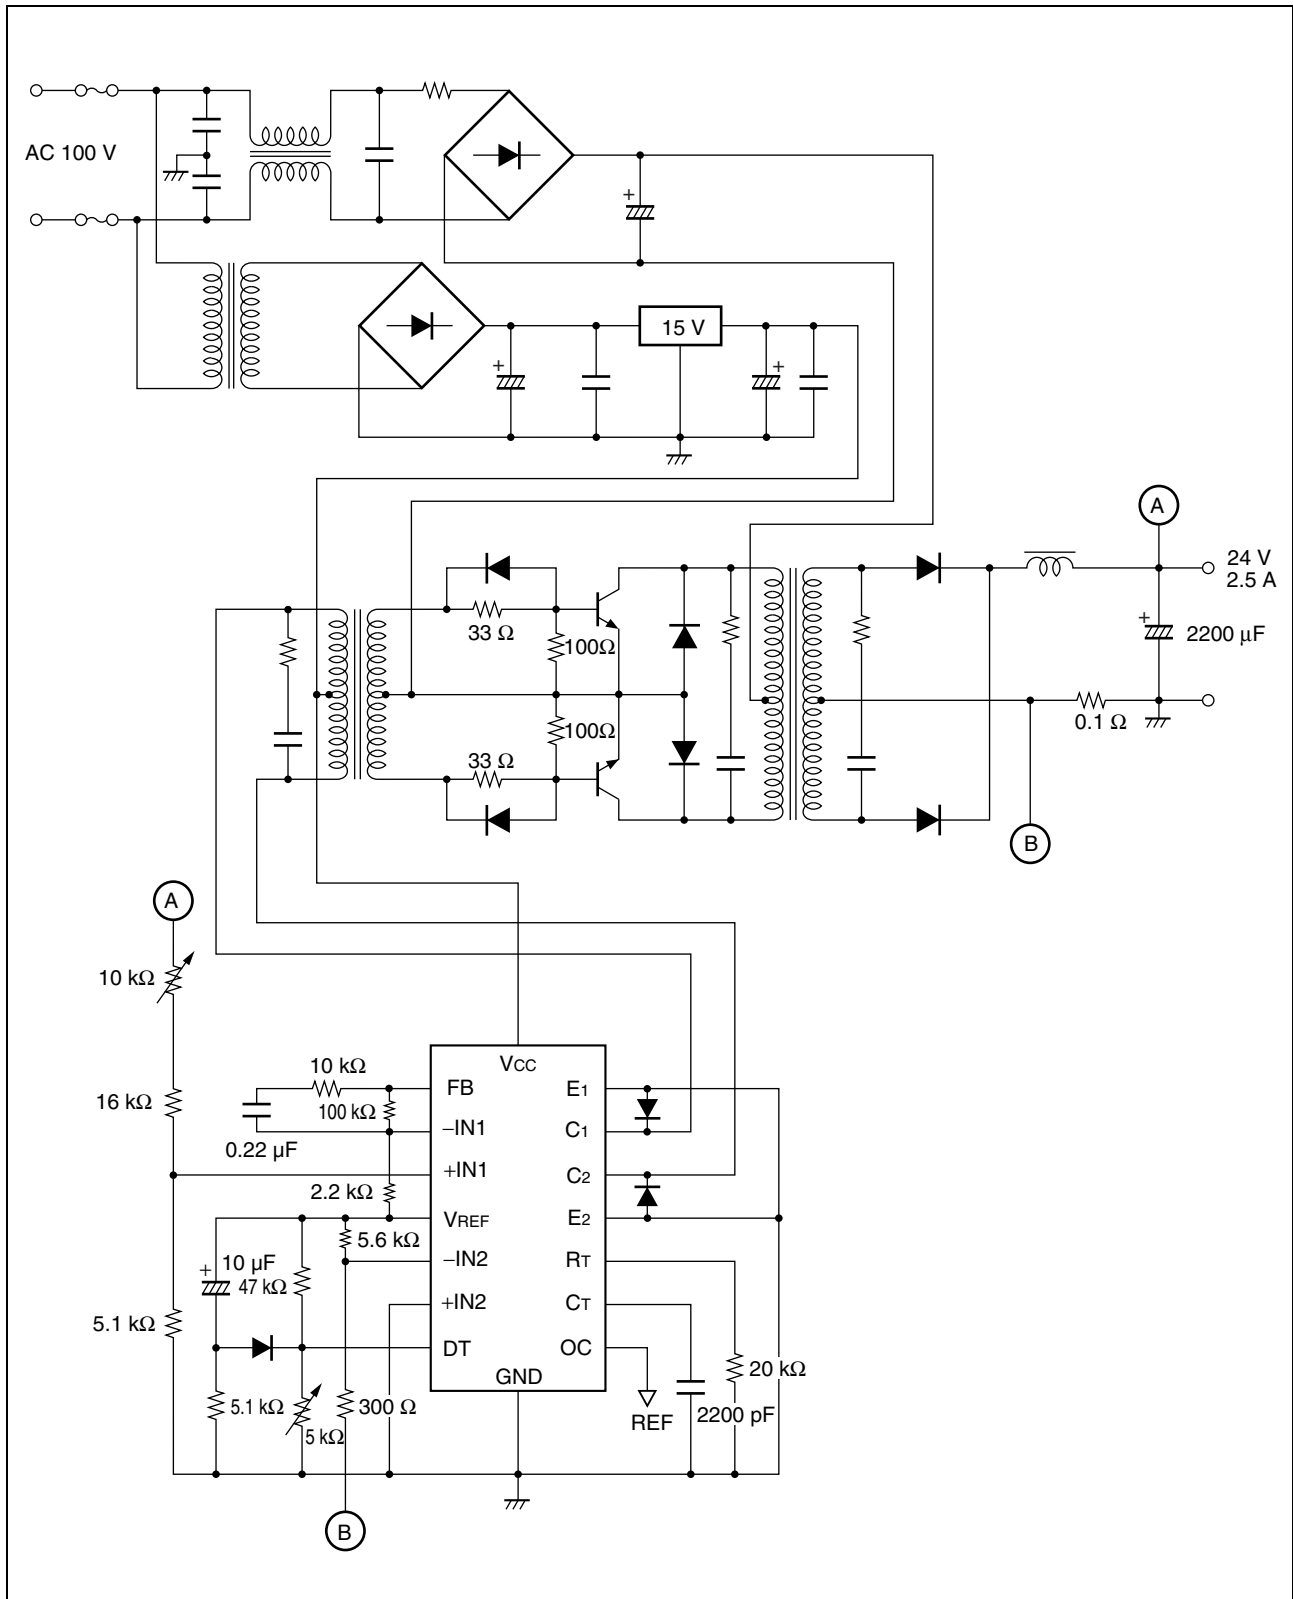 AC 100 V
+
15 V
+
+
A
24 V
2.5 A
33 Ω
100Ω
+
2200 μF
100Ω
33 Ω
0.1 Ω
B
A
10 kΩ
VCC
10 kΩ
FB
E1
16 kΩ
100 kΩ
−IN1
C1
0.22 μF
+IN1
C2
2.2 kΩ
VREF
E2
5.6 kΩ
+
10 μF
−IN2
RT
47 kΩ
5.1 kΩ
+IN2
CT
DT
OC
20 kΩ
GND
5.1 kΩ
300 Ω
REF
2200 pF
5 kΩ
B